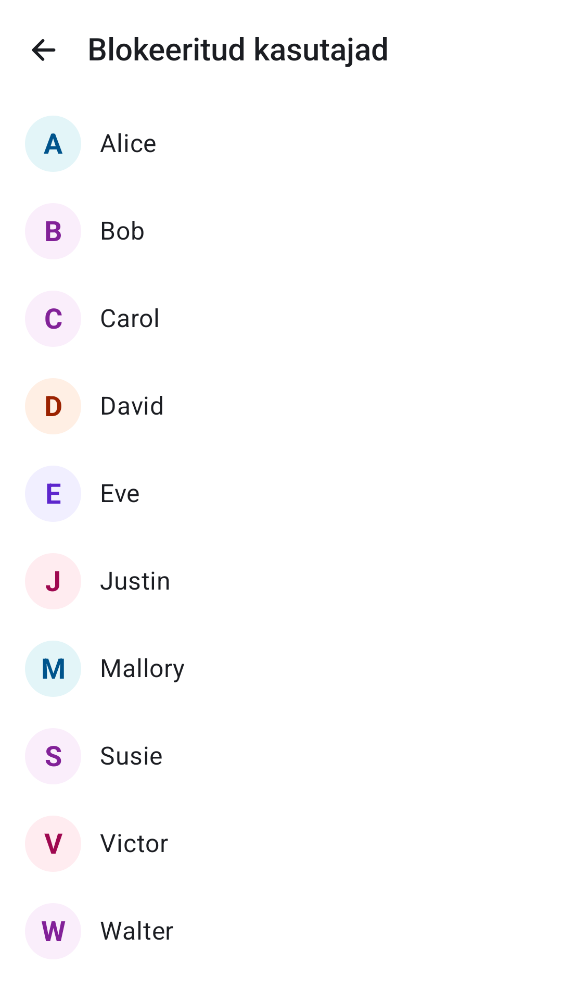 Blokeeritud kasutajad
A Alice
B Bob
C Carol
D David
E Eve
J Justin
M Mallory
S Susie
V Victor
W Walter